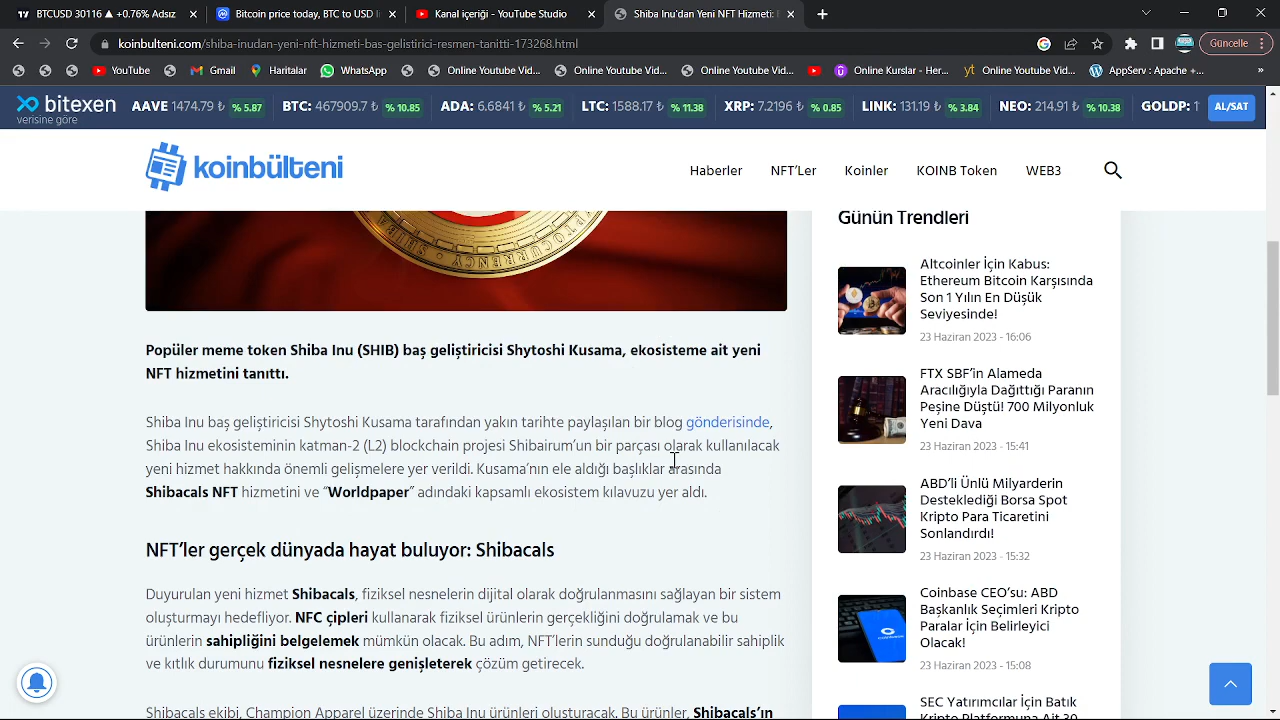 BTCUSD 30116 ▲ +0.76% Adsız
Bitcoin price today, BTC to USD l
Kanal içeriği - YouTube Studio
Shiba Inu'dan Yeni NFT Hizmeti: B
koinbulteni.com/shiba-inudan-yeni-nft-hizmeti-bas-gelistirici-resmen-tanitti-173268.html
Güncelle
YouTube
Gmail
Haritalar
WhatsApp
Online Youtube Vid...
Online Youtube Vid...
Online Youtube Vid...
Online Kurslar - Her...
Online Youtube Vid...
AppServ : Apache +...
bitexen
verisine göre
AAVE 1474.79 ₺ % 5.87
BTC: 467909.7 ₺ % 10.85
ADA: 6.6841 ₺ % 5.21
LTC: 1588.17 ₺ % 11.38
XRP: 7.2196 ₺ % 0.85
LINK: 131.19 ₺ % 3.84
NEO: 214.91 ₺ % 10.38
GOLDP: 1
AL/SAT
koinbülteni
Haberler
NFT'Ler
Koinler
KOINB Token
WEB3
Popüler meme token Shiba Inu (SHIB) baş geliştiricisi Shytoshi Kusama, ekosisteme ait yeni
NFT hizmetini tanıttı.
Shiba Inu baş geliştiricisi Shytoshi Kusama tarafından yakın tarihte paylaşılan bir blog gönderisinde,
Shiba Inu ekosisteminin katman-2 (L2) blockchain projesi Shibairum'un bir parçası olarak kullanılacak
yeni hizmet hakkında önemli gelişmelere yer verildi. Kusama'nın ele aldığı başlıklar arasında
Shibacals NFT hizmetini ve "Worldpaper" adındaki kapsamlı ekosistem kılavuzu yer aldı.
NFT'ler gerçek dünyada hayat buluyor: Shibacals
Duyurulan yeni hizmet Shibacals, fiziksel nesnelerin dijital olarak doğrulanmasını sağlayan bir sistem
oluşturmayı hedefliyor. NFC çipleri kullanarak fiziksel ürünlerin gerçekliğini doğrulamak ve bu
ürünlerin sahipliğini belgelemek mümkün olacak. Bu adım, NFT'lerin sunduğu doğrulanabilir sahiplik
ve kıtlık durumunu fiziksel nesnelere genişleterek çözüm getirecek.
Shibacals ekibi, Champion Apparel üzerinde Shiba Inu ürünleri oluşturacak. Bu ürünler, Shibacals'ın
Günün Trendleri
Altcoinler İçin Kabus:
Ethereum Bitcoin Karşısında
Son 1 Yılın En Düşük
Seviyesinde!
23 Haziran 2023 - 16:06
FTX SBF'in Alameda
Aracılığıyla Dağıttığı Paranın
Peşine Düştü! 700 Milyonluk
Yeni Dava
23 Haziran 2023 - 15:41
ABD'li Ünlü Milyarderin
Desteklediği Borsa Spot
Kripto Para Ticaretini
Sonlandırdı!
23 Haziran 2023 - 15:32
Coinbase CEO'su: ABD
Başkanlık Seçimleri Kripto
Paralar İçin Belirleyici
Olacak!
23 Haziran 2023 - 15:08
SEC Yatırımcılar İçin Batık
Kripto Platformuna Ait 30